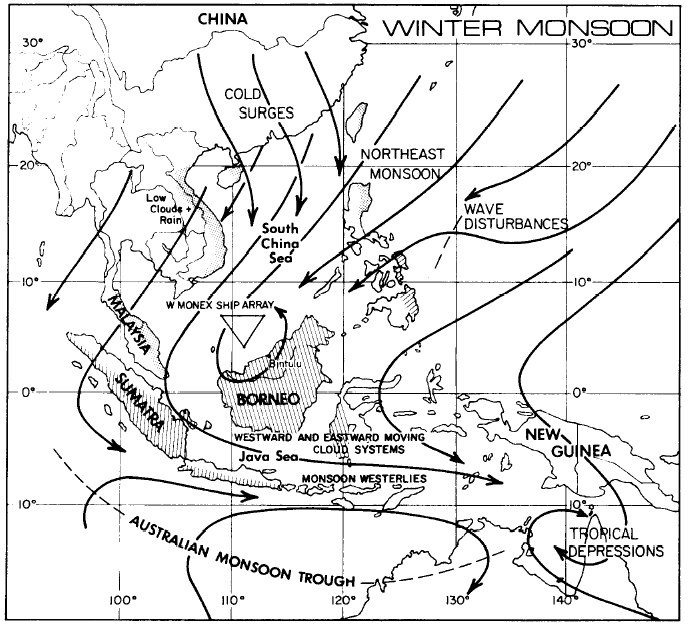 CHINA
WINTER MONSOON
30°
30°
COLD
SURGES
20°
NORTHEAST
MONSOON
20°
Low
Clouds +
Rain
WAVE
DISTURBANCES
South
China
Sea
10°
10°
W MONEX SHIP ARRAY
MALAYSIA
Bintulu
SUMATRA
0°
BORNEO
0°
WESTWARD AND EASTWARD MOVING
CLOUD SYSTEMS
NEW
GUINEA
Java Sea
MONSOON WESTERLIES
10°
10°
AUSTRALIAN MONSOON TROUGH
TROPICAL
DEPRESSIONS
100°
110°
120°
130°
140°